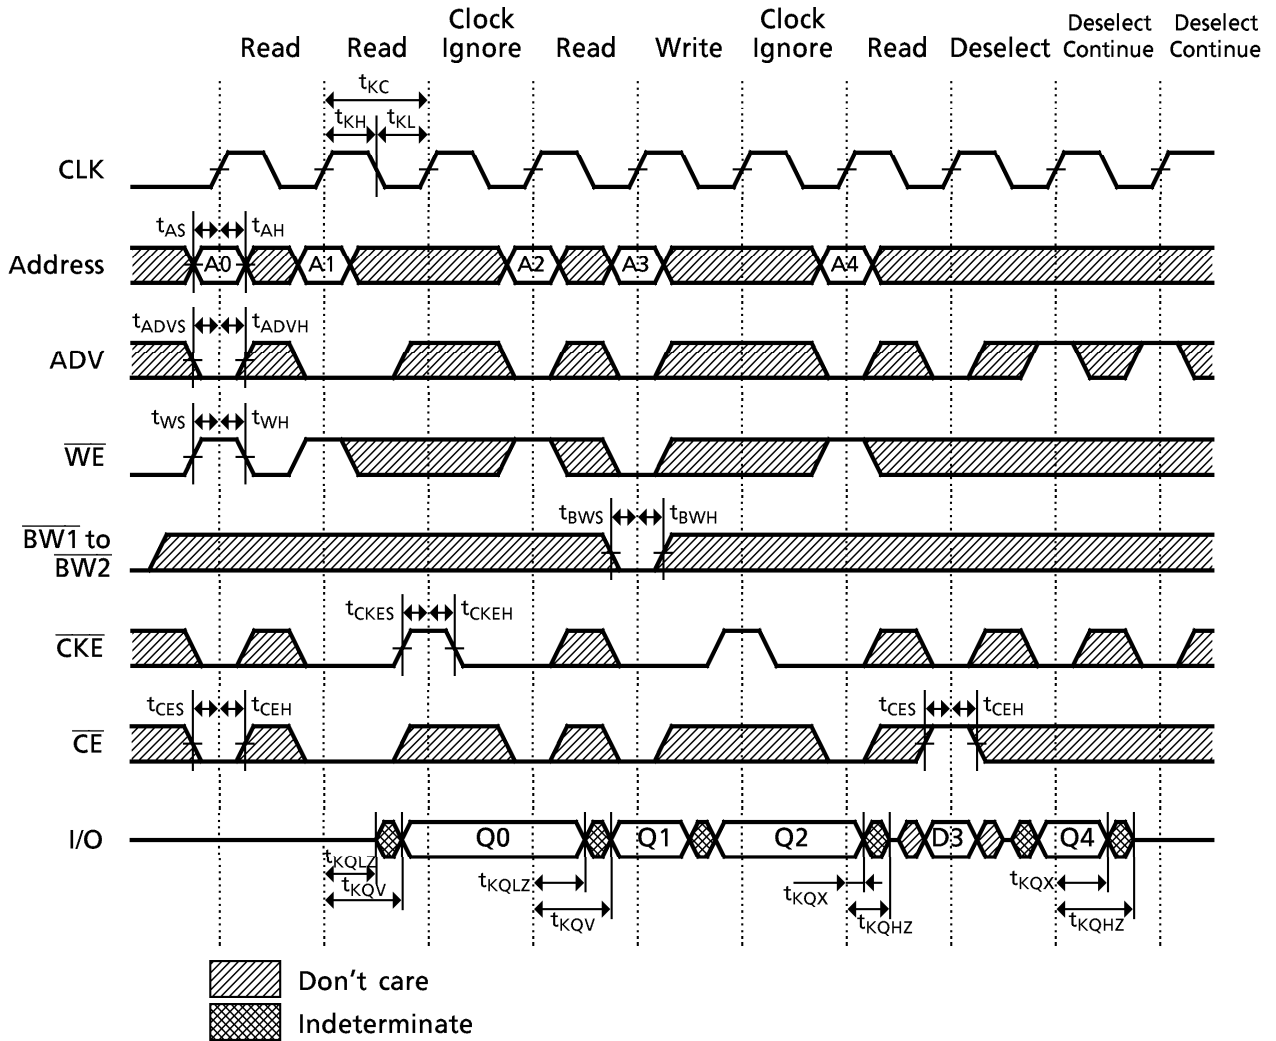 Clock Clock Deselect Deselect
Read Read Ignore Read Write Ignore Read Deselect Continue Continue
tKC
tKH tKL
CLK
tAS tAH
Address A0 A1 A2 A3 A4
tADVS tADVH
ADV
tWS tWH
WE
tBWS tBWH
BW1 to
BW2
tCKES tCKEH
CKE
tCES tCEH tCES tCEH
CE
I/O Q0 Q1 Q2 D3 Q4
tKQLZ
tKQV tKQLZ tKQX tKQX
tKQV tKQHZ tKQHZ
Don't care
Indeterminate